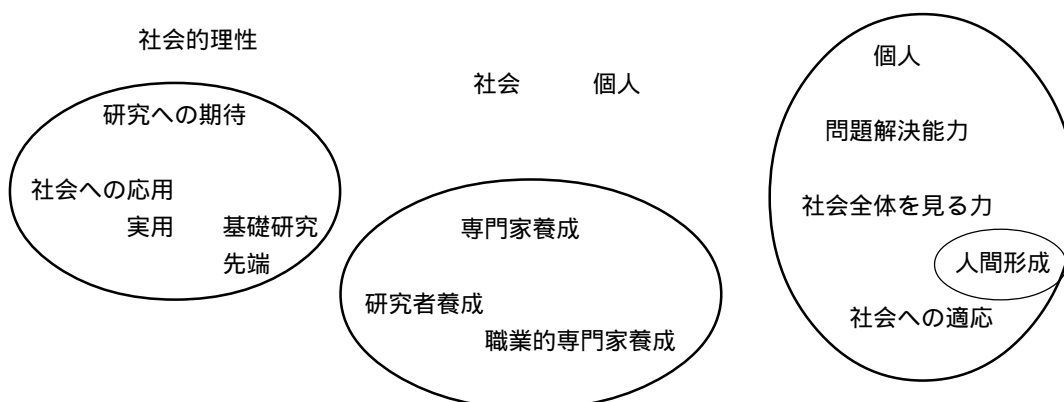 社会的理性
研究への期待
社会への応用
実用 基礎研究
先端
社会 個人
専門家養成
研究者養成
職業的専門家養成
個人
問題解決能力
社会全体を見る力
人間形成
社会への適応